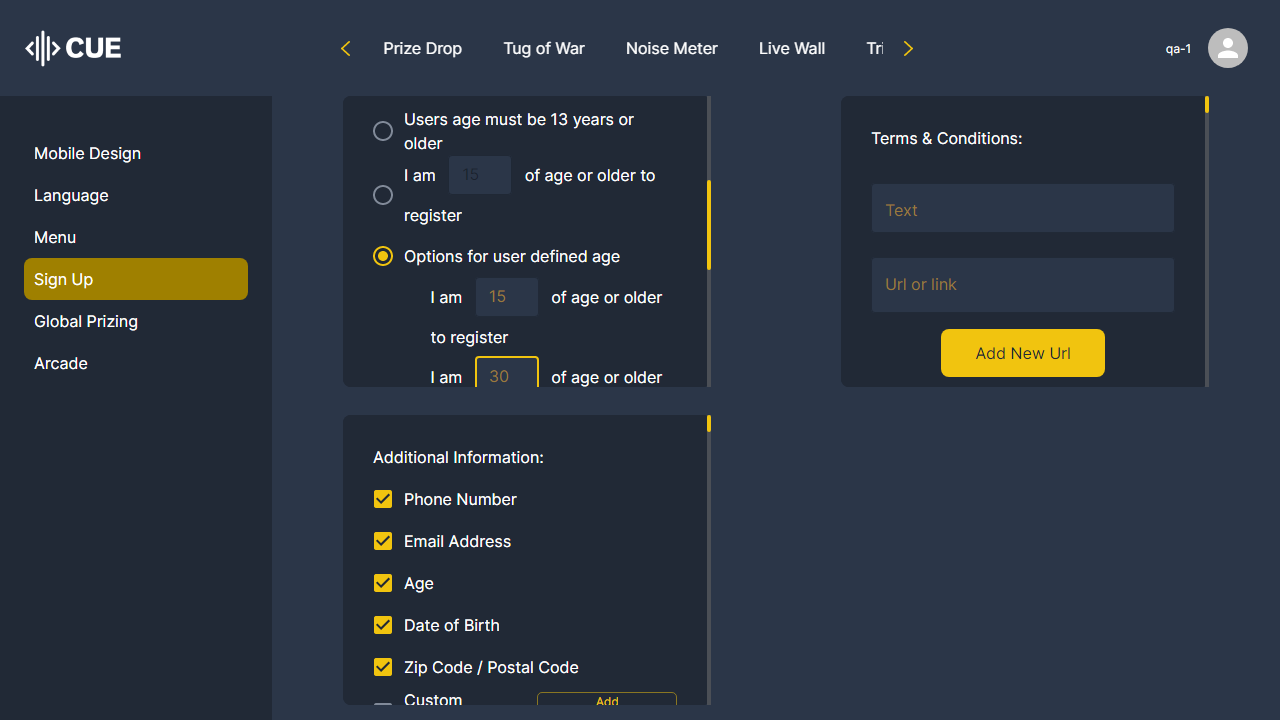 CUE
Prize Drop
Tug of War
Noise Meter
Live Wall
Tri
qa-1
Mobile Design
Language
Menu
Sign Up
Global Prizing
Arcade
Users age must be 13 years or
older
I am 15 of age or older to
register
Options for user defined age
I am 15 of age or older
to register
I am 30 of age or older
Terms & Conditions:
Text
Url or link
Add New Url
Additional Information:
Phone Number
Email Address
Age
Date of Birth
Zip Code / Postal Code
Custom
Add